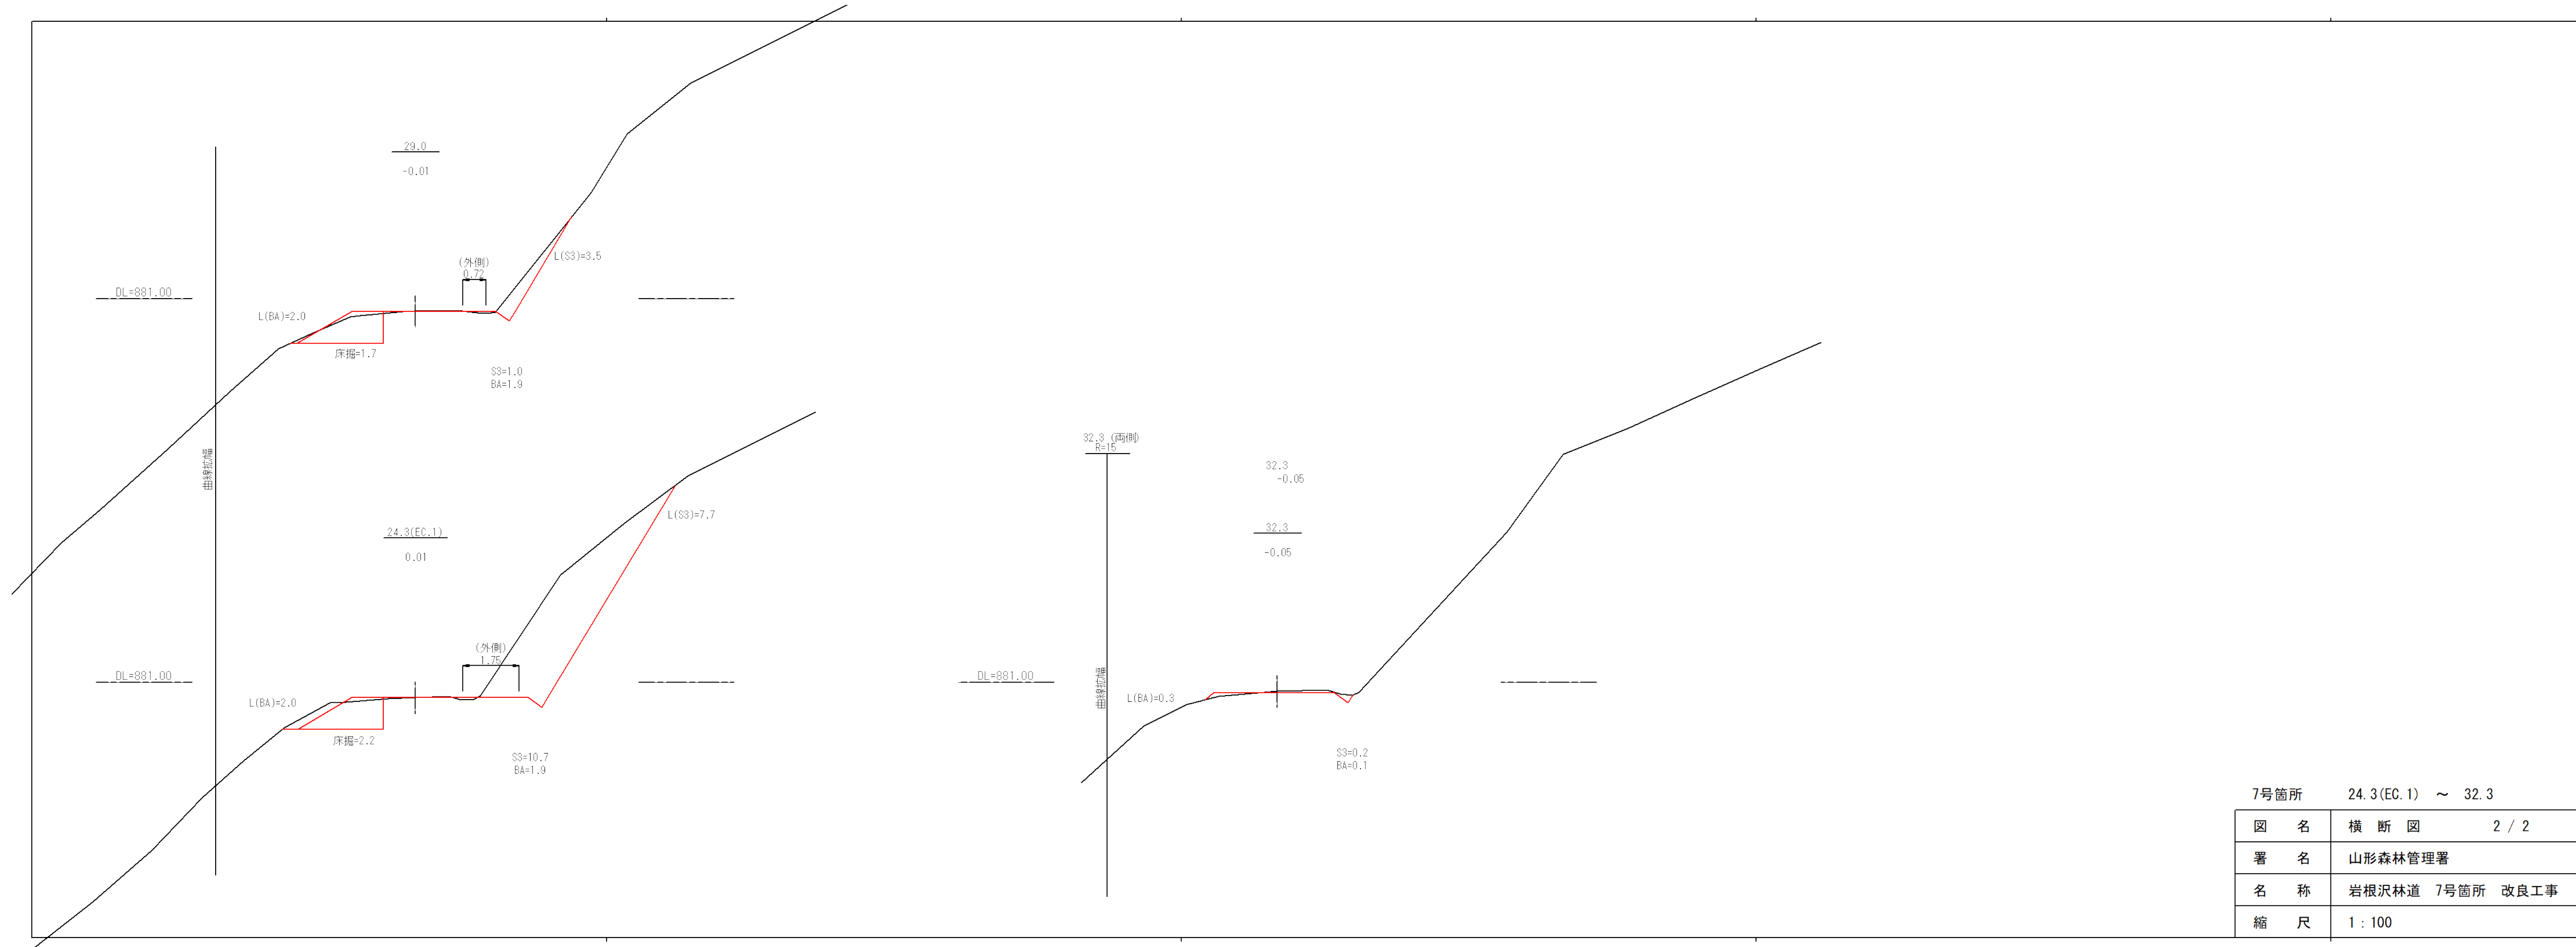 29.0
-0.01
(外側)
0.72
L(S3)=3.5
DL=881.00
L(BA)=2.0
床掘=1.7
S3=1.0
BA=1.9
曲線拡幅
24.3(EC.1)
0.01
L(S3)=7.7
(外側)
1.75
DL=881.00
L(BA)=2.0
床掘=2.2
S3=10.7
BA=1.9
32.3 (両側)
R=15
32.3
-0.05
32.3
-0.05
DL=881.00
曲線拡幅
L(BA)=0.3
S3=0.2
BA=0.1
7号箇所 24.3(EC.1) ～ 32.3
図 名 横 断 図 2 / 2
署 名 山形森林管理署
名 称 岩根沢林道 7号箇所 改良工事
縮 尺 1 : 100